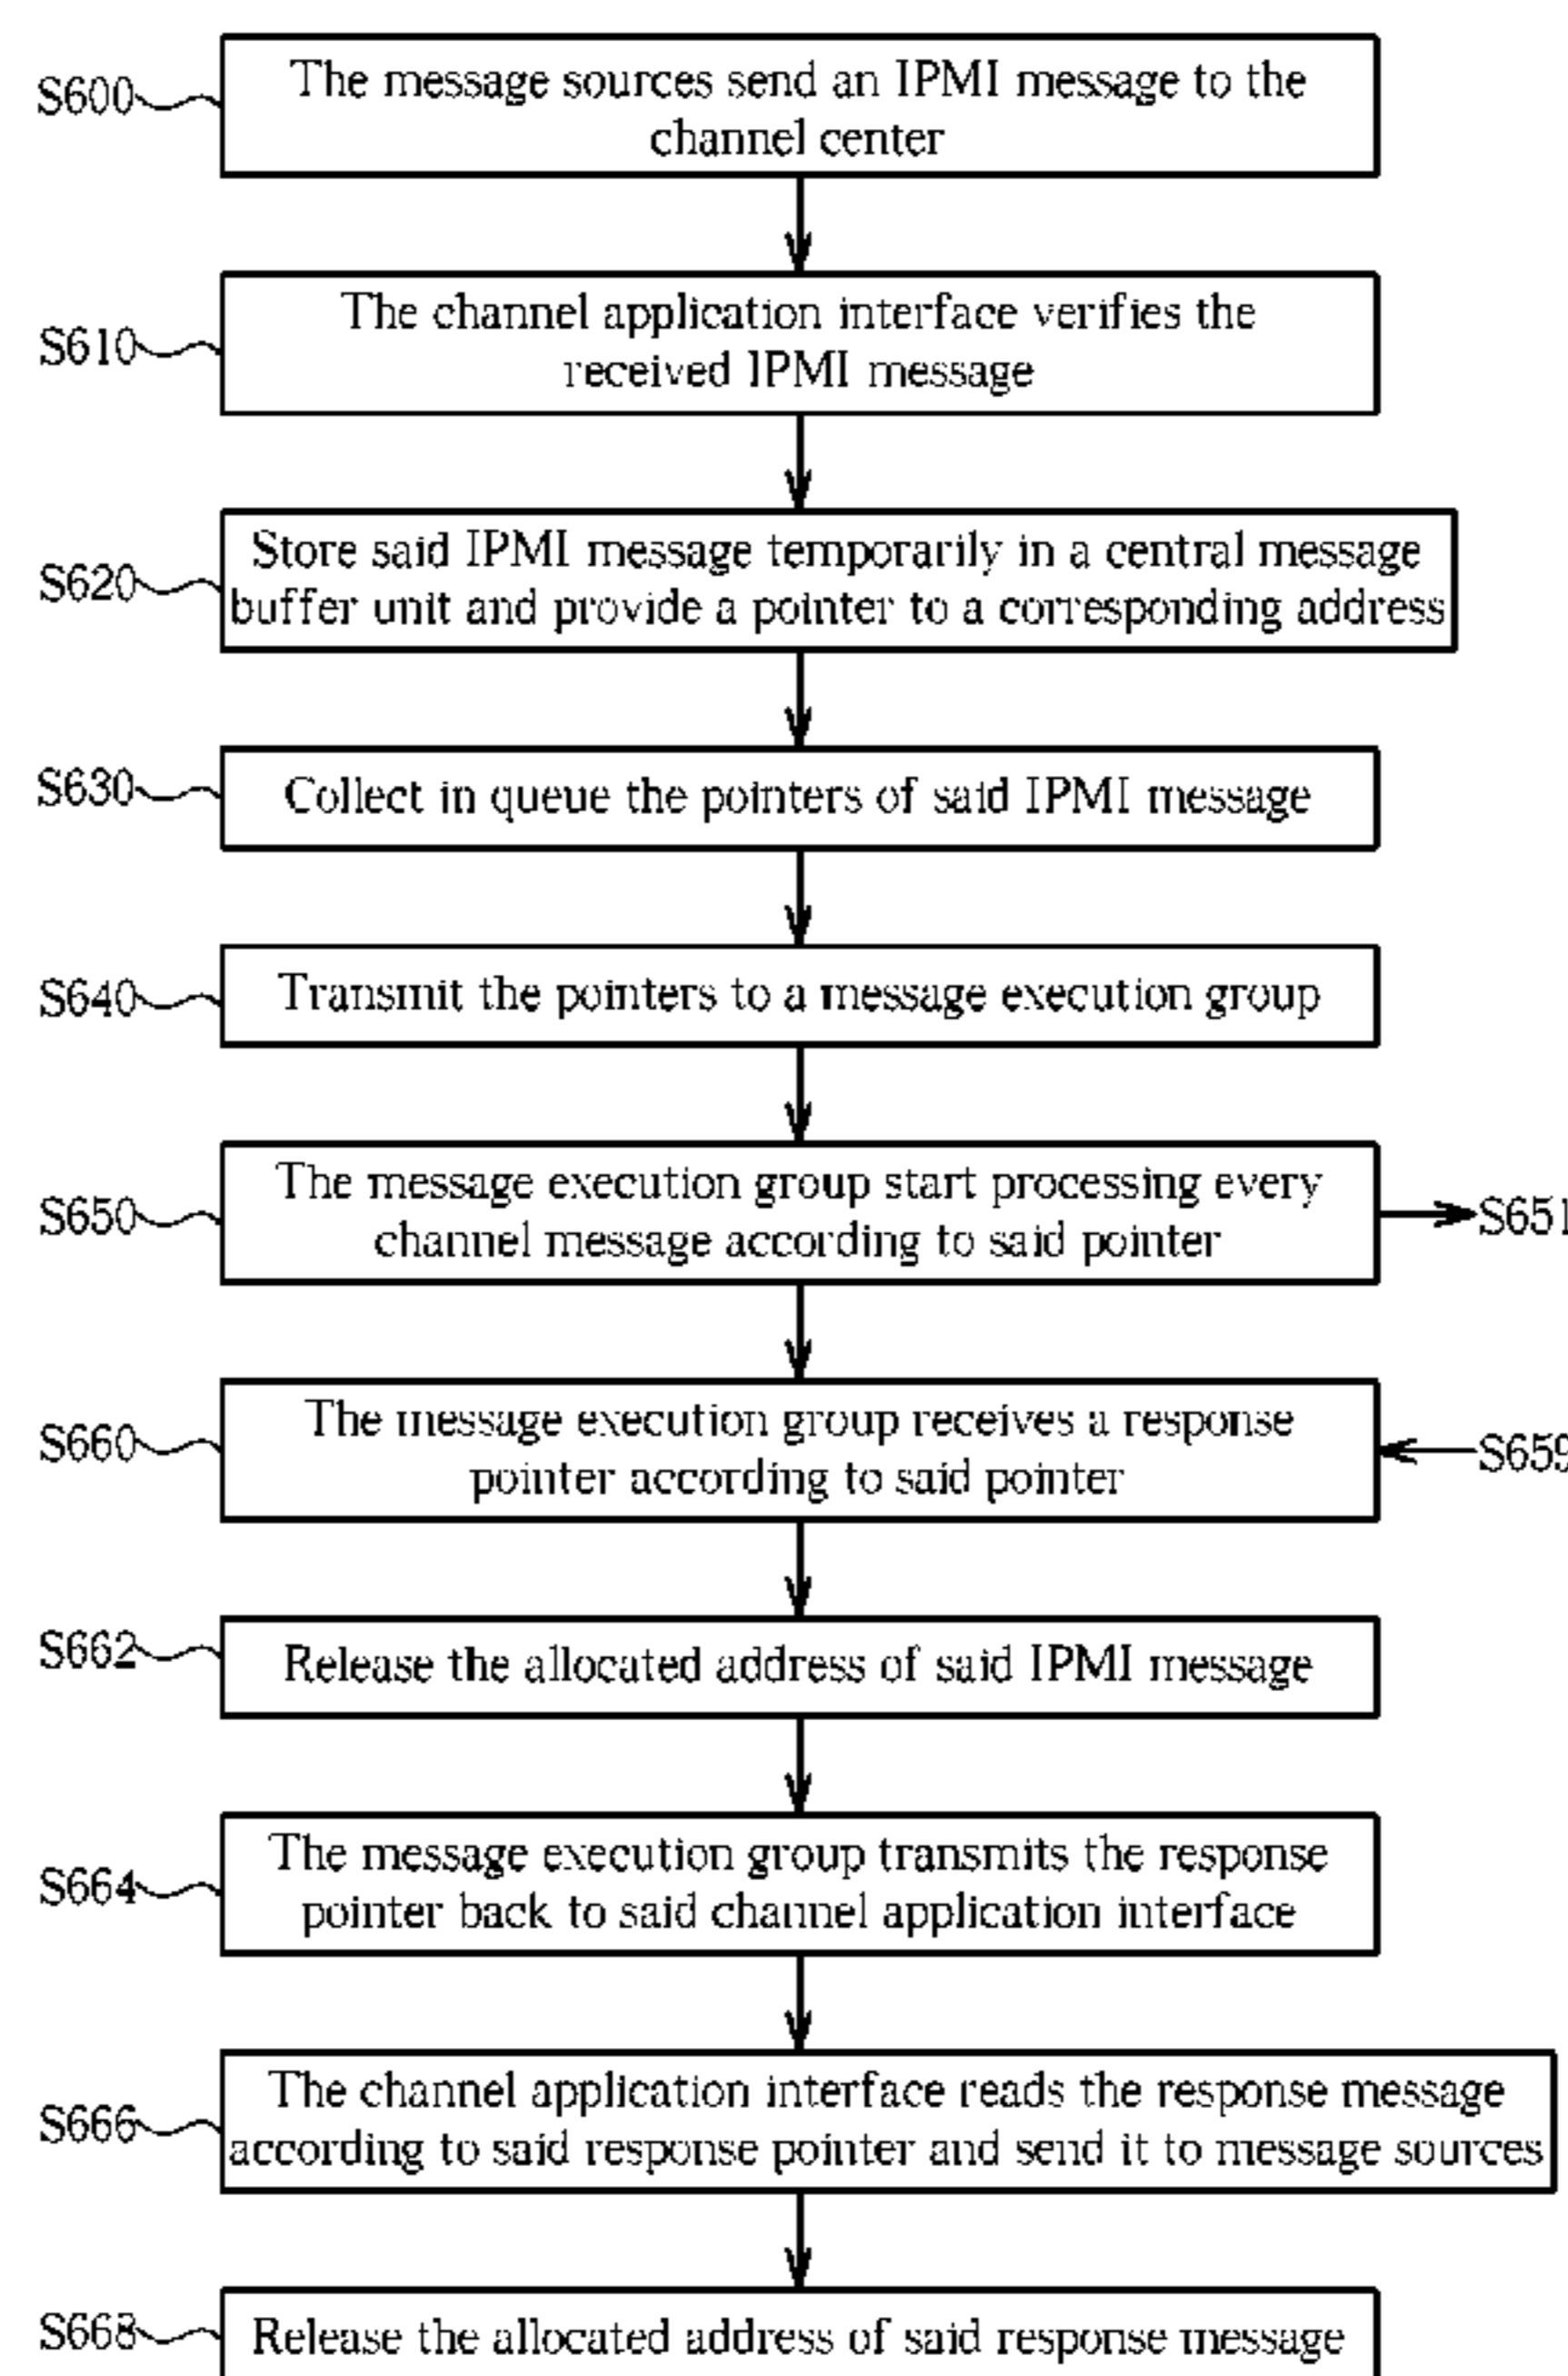 S600
The message sources send an IPMI message to the
channel center
S610
The channel application interface verifies the
received IPMI message
S620
Store said IPMI message temporarily in a central message
buffer unit and provide a pointer to a corresponding address
S630
Collect in queue the pointers of said IPMI message
S640
Transmit the pointers to a message execution group
S650
The message execution group start processing every
channel message according to said pointer
S651
S660
The message execution group receives a response
pointer according to said pointer
S659
S662
Release the allocated address of said IPMI message
S664
The message execution group transmits the response
pointer back to said channel application interface
S666
The channel application interface reads the response message
according to said response pointer and send it to message sources
S668
Release the allocated address of said response message